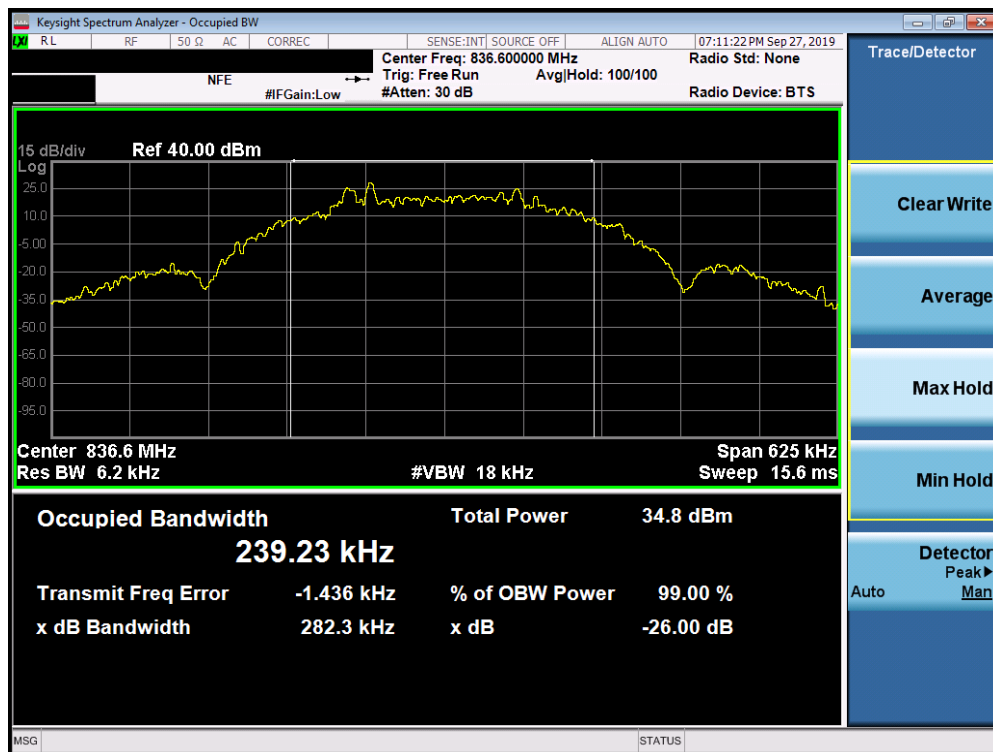 Keysight Spectrum Analyzer - Occupied BW
LXI RL RF 50 Ω AC CORREC SENSE:INT SOURCE OFF ALIGN AUTO 07:11:22 PM Sep 27, 2019
Center Freq: 836.600000 MHz Radio Std: None
NFE Trig: Free Run Avg|Hold: 100/100
#IFGain:Low #Atten: 30 dB Radio Device: BTS
15 dB/div Ref 40.00 dBm
Log
25.0
10.0
-5.00
-20.0
-35.0
-50.0
-65.0
-80.0
-95.0
Center 836.6 MHz Span 625 kHz
Res BW 6.2 kHz #VBW 18 kHz Sweep 15.6 ms
Occupied Bandwidth Total Power 34.8 dBm
239.23 kHz
Transmit Freq Error -1.436 kHz % of OBW Power 99.00 %
x dB Bandwidth 282.3 kHz x dB -26.00 dB
MSG STATUS
Trace/Detector
Clear Write
Average
Max Hold
Min Hold
Detector
Peak▶
Auto Man